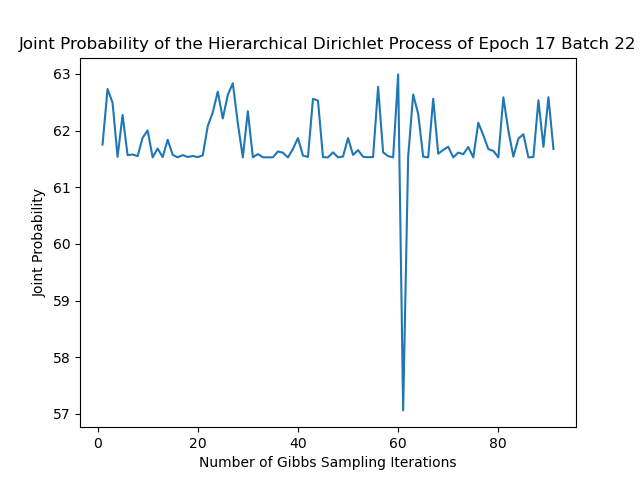 Joint Probability of the Hierarchical Dirichlet Process of Epoch 17 Batch 22
63
62
61
60
59
58
57
Joint Probability
0 20 40 60 80
Number of Gibbs Sampling Iterations